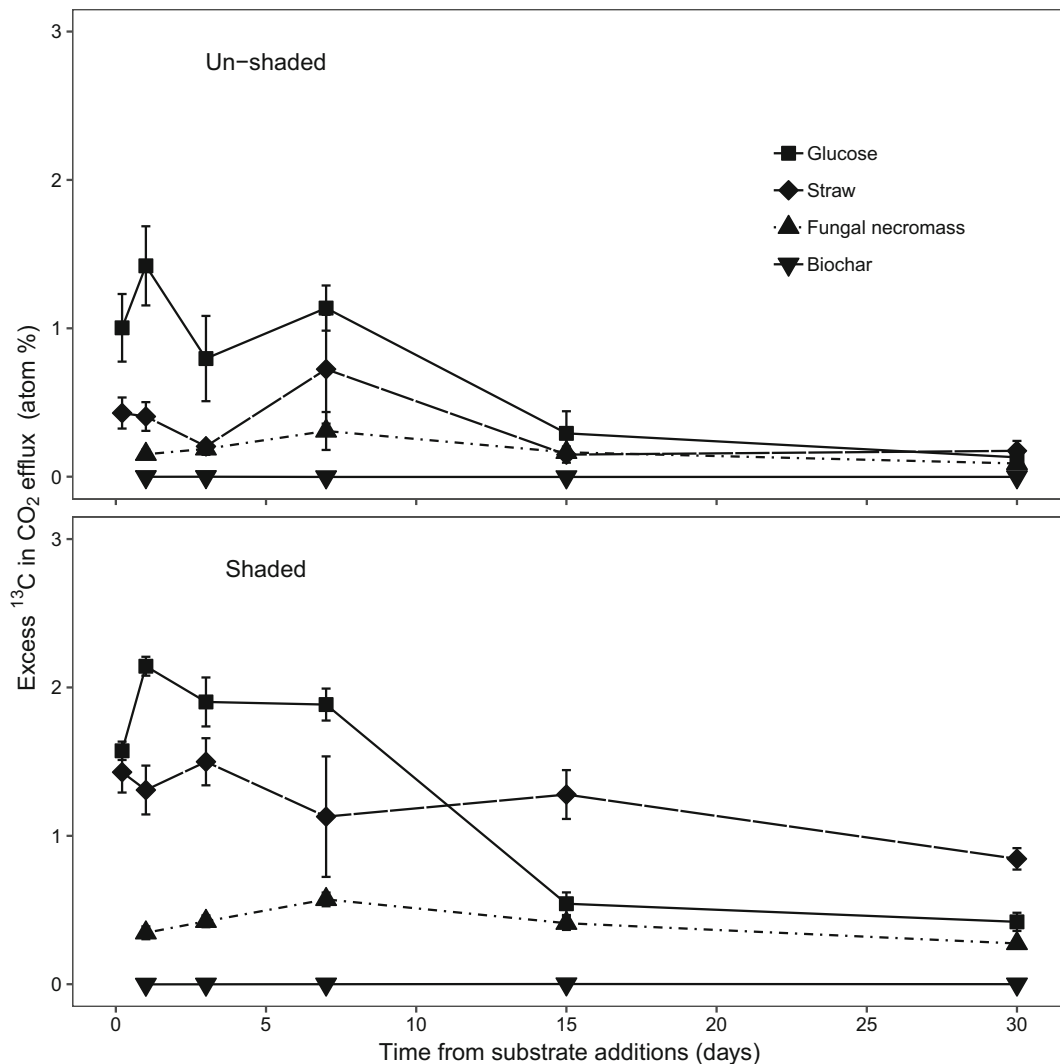 3
Un−shaded
Glucose
2
Straw
Fungal necromass
Biochar
1
0
Excess ¹³C in CO₂ efflux (atom %)
3
Shaded
2
1
0
0 5 10 15 20 25 30
Time from substrate additions (days)